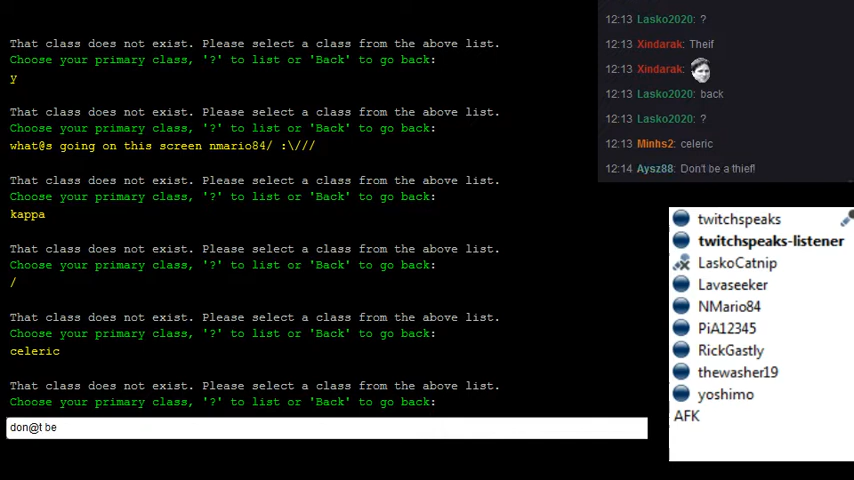 That class does not exist. Please select a class from the above list.
Choose your primary class, '?' to list or 'Back' to go back:
y
That class does not exist. Please select a class from the above list.
Choose your primary class, '?' to list or 'Back' to go back:
what@s going on this screen nmario84/ :\///
That class does not exist. Please select a class from the above list.
Choose your primary class, '?' to list or 'Back' to go back:
kappa
That class does not exist. Please select a class from the above list.
Choose your primary class, '?' to list or 'Back' to go back:
/
That class does not exist. Please select a class from the above list.
Choose your primary class, '?' to list or 'Back' to go back:
celeric
That class does not exist. Please select a class from the above list.
Choose your primary class, '?' to list or 'Back' to go back:
don@t be
12:13 Lasko2020: ?
12:13 Xindarak: Theif
12:13 Xindarak:
12:13 Lasko2020: back
12:13 Lasko2020: ?
12:13 Minhs2: celeric
12:14 Aysz88: Don't be a thief!
twitchspeaks
twitchspeaks-listener
LaskoCatnip
Lavaseeker
NMario84
PiA12345
RickGastly
thewasher19
yoshimo
AFK